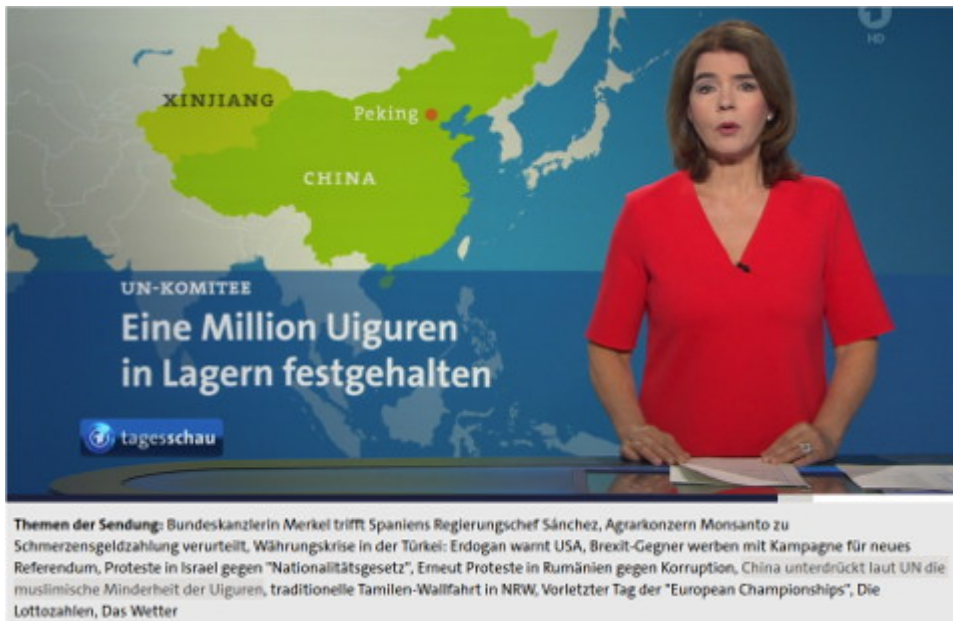 HD
XINJIANG
Peking
CHINA
UN-KOMITEE
Eine Million Uiguren
in Lagern festgehalten
tagesschau
Themen der Sendung: Bundeskanzlerin Merkel trifft Spaniens Regierungschef Sánchez, Agrarkonzern Monsanto zu
Schmerzensgeldzahlung verurteilt, Währungskrise in der Türkei: Erdogan warnt USA, Brexit-Gegner werben mit Kampagne für neues
Referendum, Proteste in Israel gegen "Nationalitätsgesetz", Erneut Proteste in Rumänien gegen Korruption, China unterdrückt laut UN die
muslimische Minderheit der Uiguren, traditionelle Tamilen-Wallfahrt in NRW, Vorletzter Tag der "European Championships", Die
Lottozahlen, Das Wetter